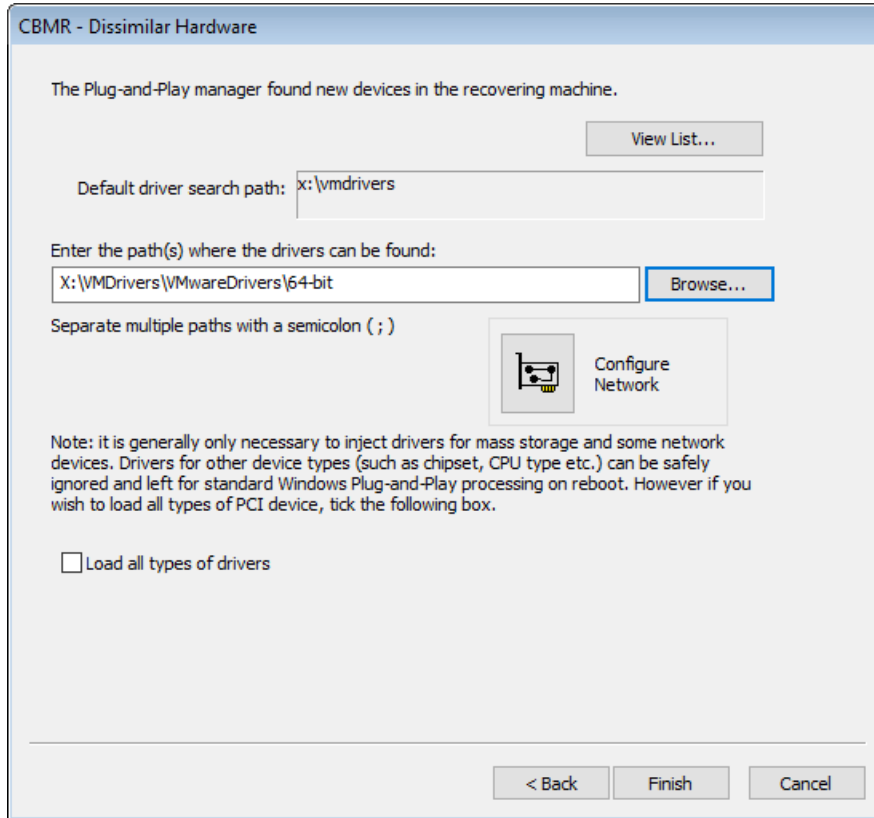 CBMR - Dissimilar Hardware
The Plug-and-Play manager found new devices in the recovering machine.
View List...
Default driver search path:
x:\vmdrivers
Enter the path(s) where the drivers can be found:
X:\VMDrivers\VMwareDrivers\64-bit
Browse...
Separate multiple paths with a semicolon ( ; )
Configure
Network
Note: it is generally only necessary to inject drivers for mass storage and some network
devices. Drivers for other device types (such as chipset, CPU type etc.) can be safely
ignored and left for standard Windows Plug-and-Play processing on reboot. However if you
wish to load all types of PCI device, tick the following box.
Load all types of drivers
< Back
Finish
Cancel